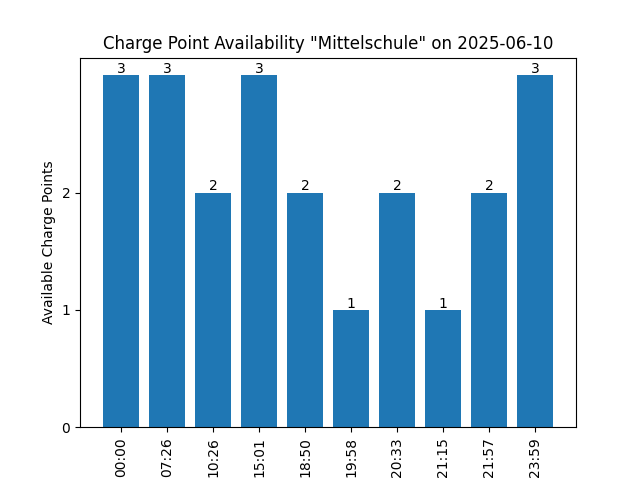 Charge Point Availability "Mittelschule" on 2025-06-10
3 3 2 3 2 1 2 1 2 3
Available Charge Points
2
1
0
00:00 07:26 10:26 15:01 18:50 19:58 20:33 21:15 21:57 23:59